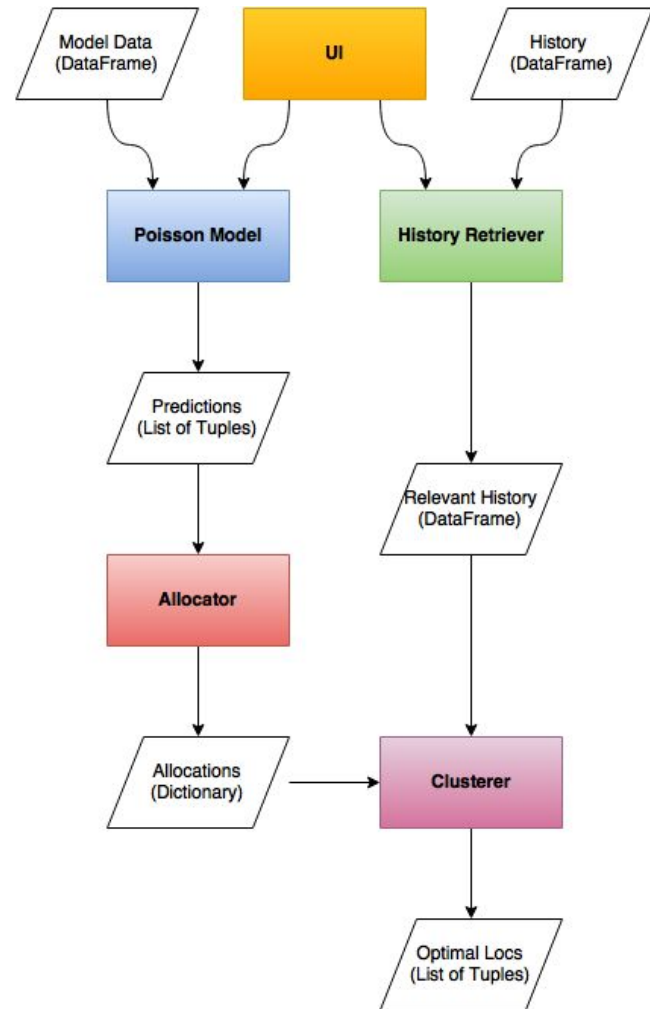 Model Data
(DataFrame)
UI
History
(DataFrame)
Poisson Model
History Retriever
Predictions
(List of Tuples)
Relevant History
(DataFrame)
Allocator
Allocations
(Dictionary)
Clusterer
Optimal Locs
(List of Tuples)